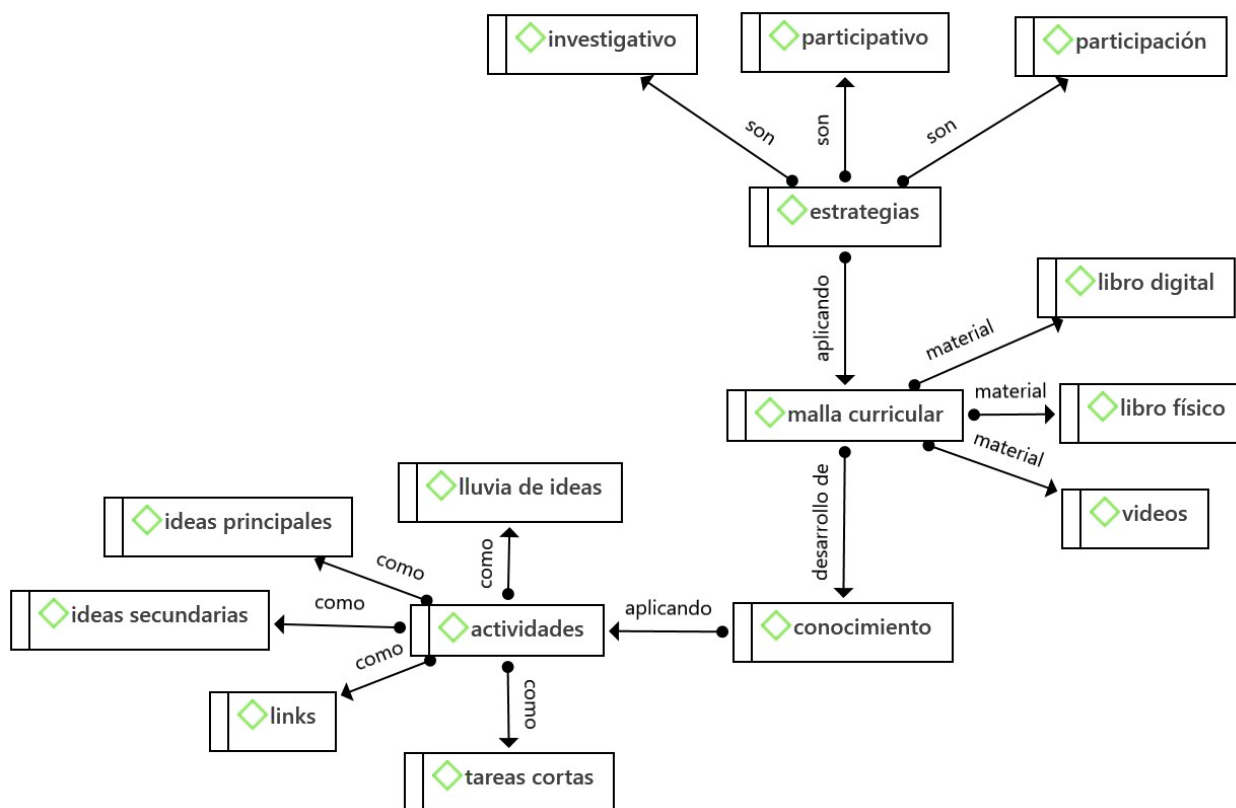 investigativo
participativo
participación
son
son
son
estrategias
aplicando
libro digital
material
malla curricular
material
libro físico
material
videos
desarrollo de
lluvia de ideas
ideas principales
como
como
ideas secundarias
como
actividades
aplicando
conocimiento
como
links
como
tareas cortas